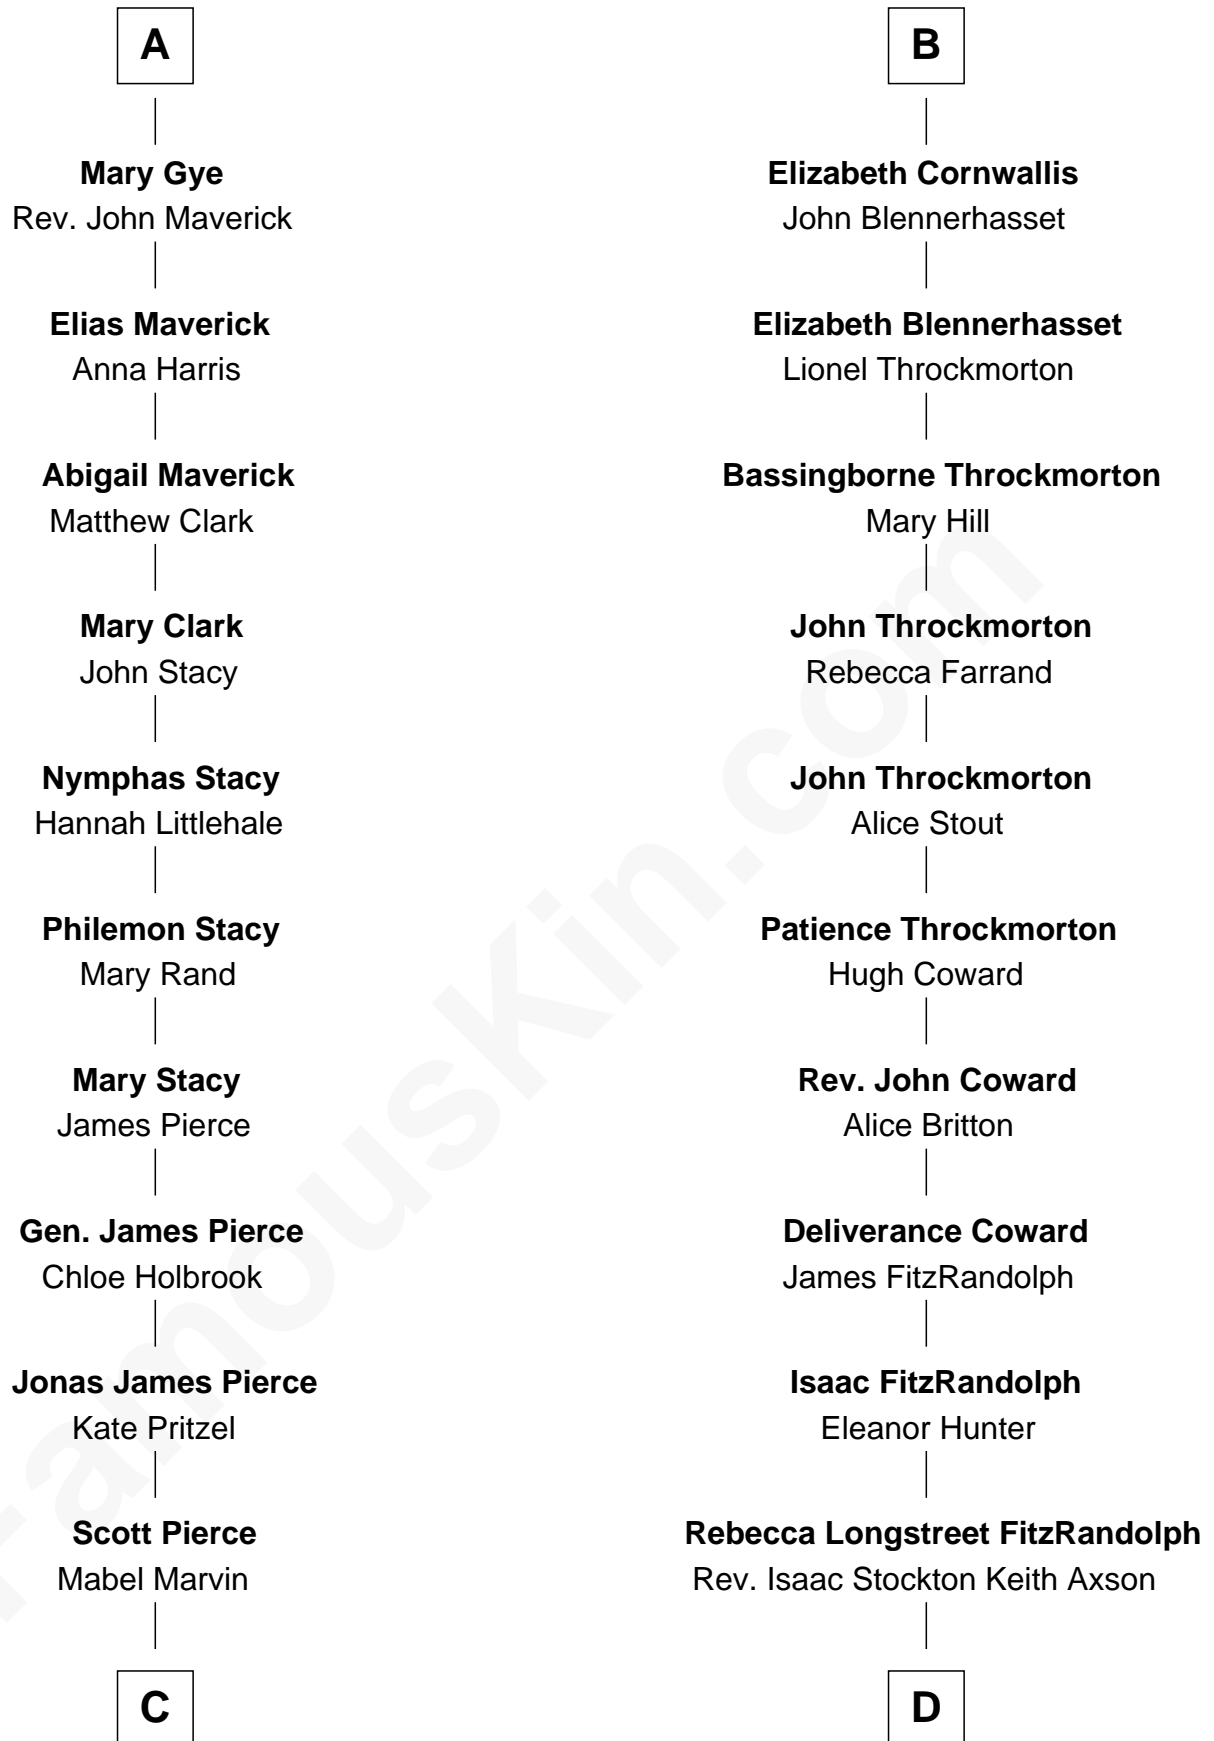 A
Mary Gye
Rev. John Maverick
Elias Maverick
Anna Harris
Abigail Maverick
Matthew Clark
Mary Clark
John Stacy
Nymphas Stacy
Hannah Littlehale
Philemon Stacy
Mary Rand
Mary Stacy
James Pierce
Gen. James Pierce
Chloe Holbrook
Jonas James Pierce
Kate Pritzel
Scott Pierce
Mabel Marvin
C
B
Elizabeth Cornwallis
John Blennerhasset
Elizabeth Blennerhasset
Lionel Throckmorton
Bassingborne Throckmorton
Mary Hill
John Throckmorton
Rebecca Farrand
John Throckmorton
Alice Stout
Patience Throckmorton
Hugh Coward
Rev. John Coward
Alice Britton
Deliverance Coward
James FitzRandolph
Isaac FitzRandolph
Eleanor Hunter
Rebecca Longstreet FitzRandolph
Rev. Isaac Stockton Keith Axson
D
FamousKin.com